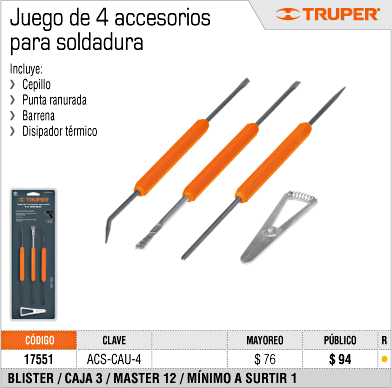 Juego de 4 accesorios
para soldadura
TRUPER®
Incluye:
› Cepillo
› Punta ranurada
› Barrena
› Disipador térmico
TRUPER
CÓDIGO CLAVE MAYOREO PÚBLICO R
17551 ACS-CAU-4 $ 76 $ 94
BLISTER / CAJA 3 / MASTER 12 / MÍNIMO A SURTIR 1